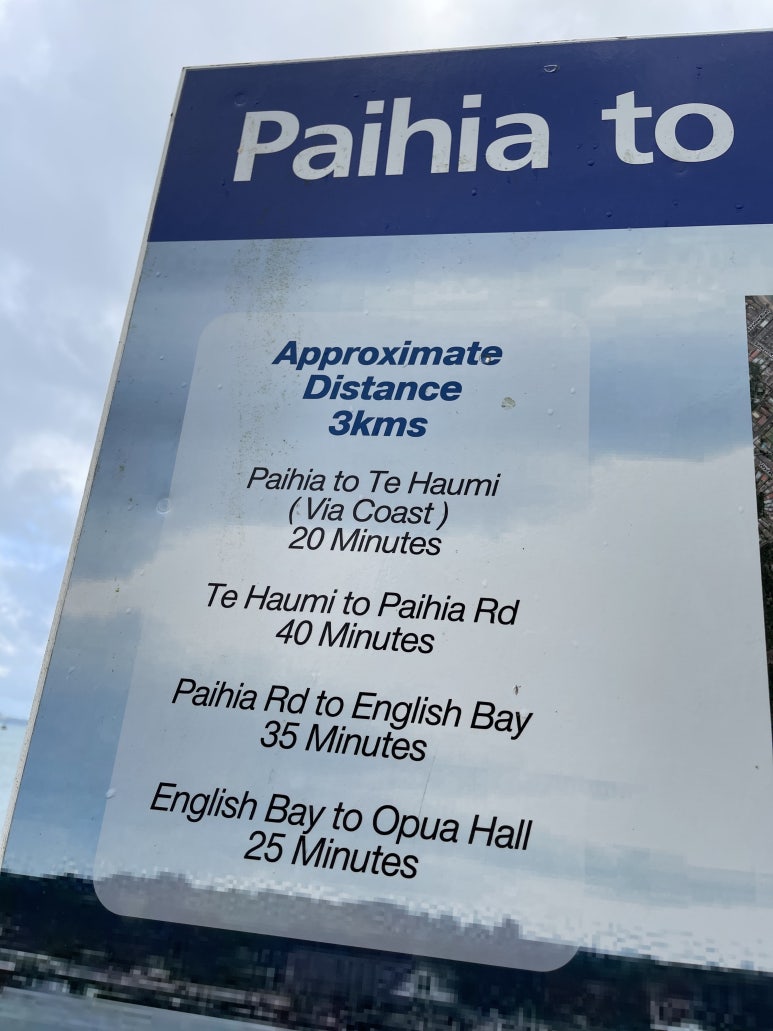 Paihia to
Approximate
Distance
3kms
Paihia to Te Haumi
( Via Coast )
20 Minutes
Te Haumi to Paihia Rd
40 Minutes
Paihia Rd to English Bay
35 Minutes
English Bay to Opua Hall
25 Minutes